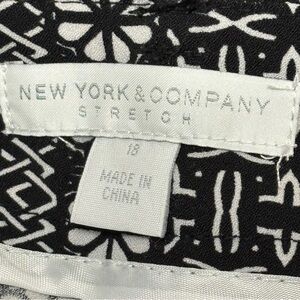 NEW YORK & COMPANY
STRETCH
18
MADE IN
CHINA